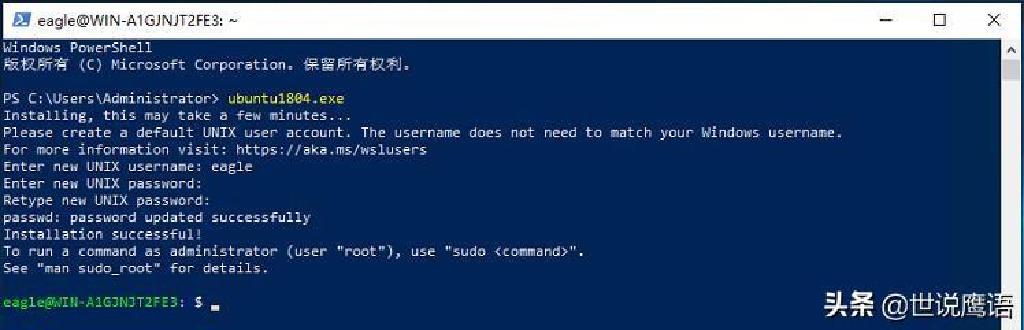 eagle@WIN-A1GJNJT2FE3: ~
Windows PowerShell
版权所有 (C) Microsoft Corporation. 保留所有权利.
PS C:\Users\Administrator> ubuntu1804.exe
Installing, this may take a few minutes...
Please create a default UNIX user account. The username does not need to match your Windows username.
For more information visit: https://aka.ms/wslusers
Enter new UNIX username: eagle
Enter new UNIX password:
Retype new UNIX password:
passwd: password updated successfully
Installation successful!
To run a command as administrator (user "root"), use "sudo <command>".
See "man sudo_root" for details.
eagle@WIN-A1GJNJT2FE3: $
头条 @世说鹰语